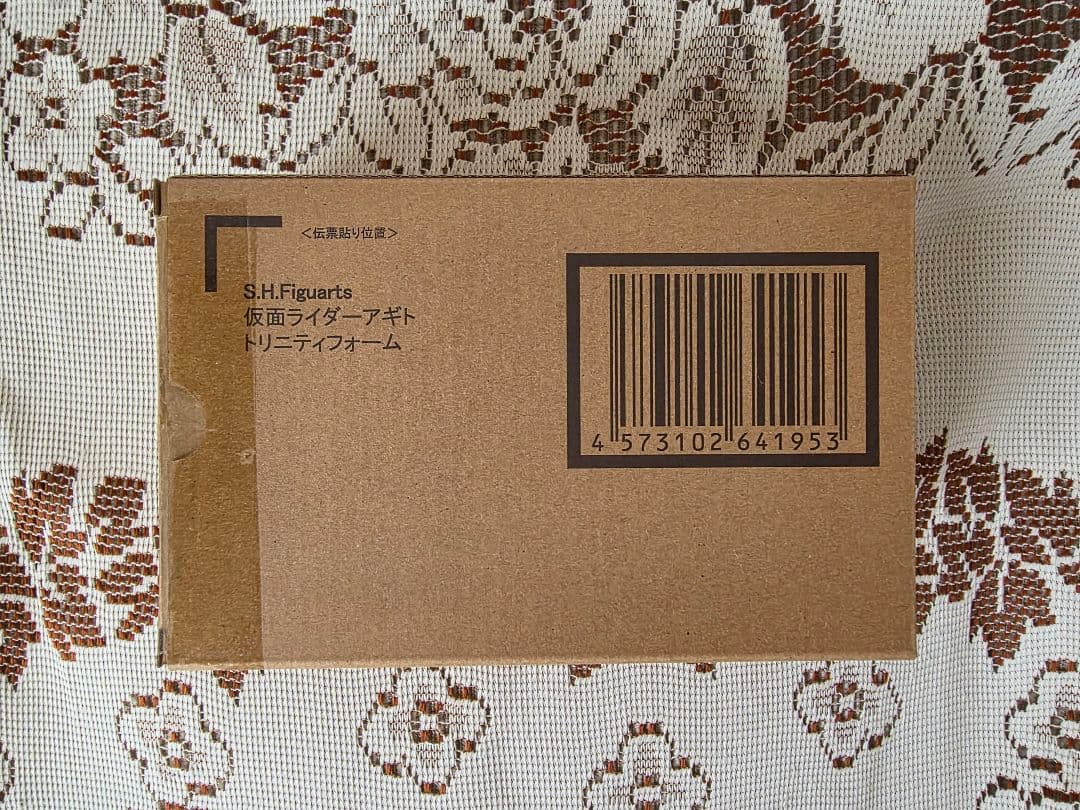 <伝票貼り位置>
S.H.Figuarts
仮面ライダーアギト
トリニティフォーム
4 573102 641953